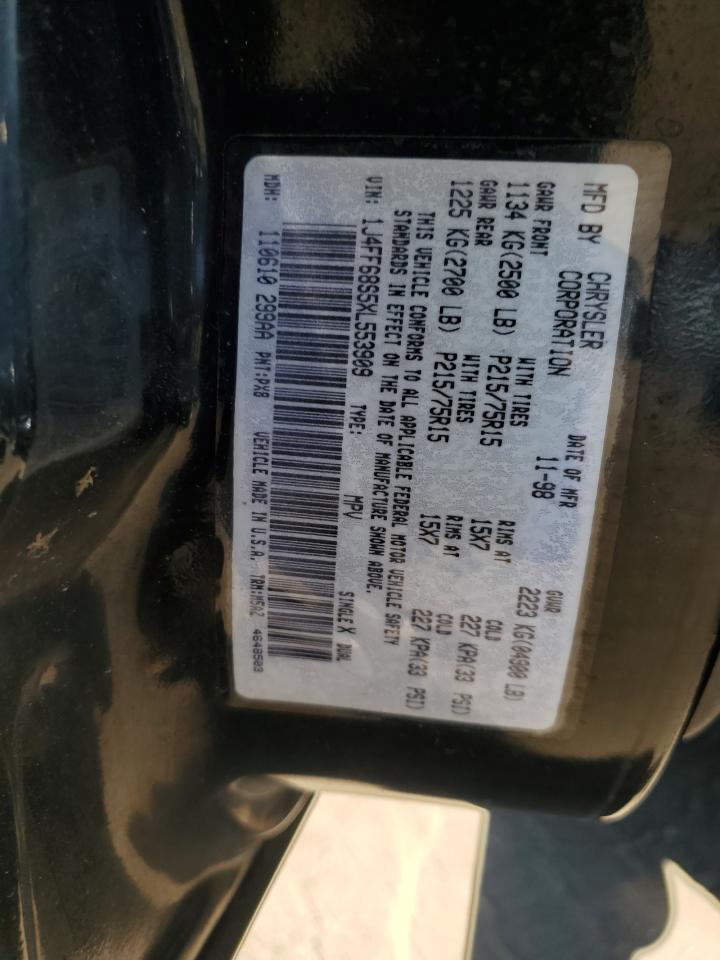 MFD BY CHRYSLER CORPORATION
DATE OF MFR
11-98
GVWR
2223 KG(04900 LB)
GAWR FRONT
WITH TIRES
RIMS AT
COLD
1134 KG(2500 LB)
P215/75R15
15X7
227 KPA(33 PSI)
GAWR REAR
WITH TIRES
RIMS AT
COLD
1225 KG(2700 LB)
P215/75R15
15X7
227 KPA(33 PSI)
THIS VEHICLE CONFORMS TO ALL APPLICABLE FEDERAL MOTOR VEHICLE SAFETY
STANDARDS IN EFFECT ON THE DATE OF MANUFACTURE SHOWN ABOVE.
VIN: 1J4FF68S5XL553909 TYPE: MPV SINGLE X DUAL
MDH: 110610 299AA PNT:PX8 VEHICLE MADE IN U.S.A. TRM:M5AZ 4648503